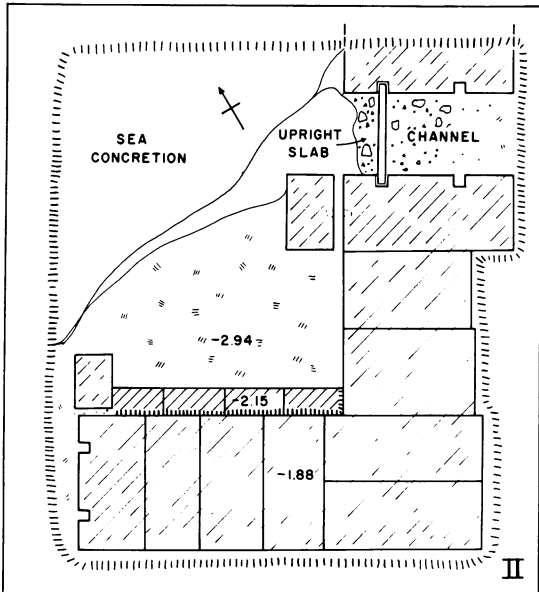 SEA
CONCRETION
UPRIGHT
SLAB
CHANNEL
-2.94
-2.15
-1.88
II